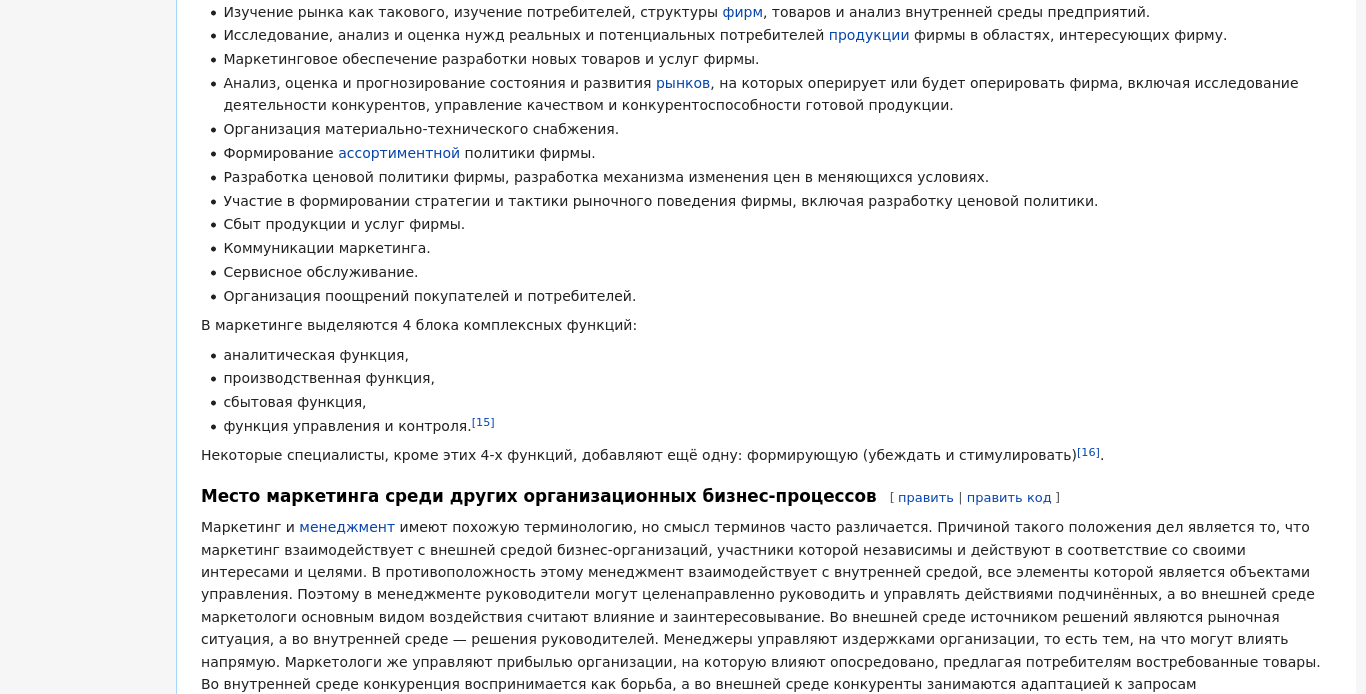 • Изучение рынка как такового, изучение потребителей, структуры фирм, товаров и анализ внутренней среды предприятий.
• Исследование, анализ и оценка нужд реальных и потенциальных потребителей продукции фирмы в областях, интересующих фирму.
• Маркетинговое обеспечение разработки новых товаров и услуг фирмы.
• Анализ, оценка и прогнозирование состояния и развития рынков, на которых оперирует или будет оперировать фирма, включая исследование
деятельности конкурентов, управление качеством и конкурентоспособности готовой продукции.
• Организация материально-технического снабжения.
• Формирование ассортиментной политики фирмы.
• Разработка ценовой политики фирмы, разработка механизма изменения цен в меняющихся условиях.
• Участие в формировании стратегии и тактики рыночного поведения фирмы, включая разработку ценовой политики.
• Сбыт продукции и услуг фирмы.
• Коммуникации маркетинга.
• Сервисное обслуживание.
• Организация поощрений покупателей и потребителей.
В маркетинге выделяются 4 блока комплексных функций:
• аналитическая функция,
• производственная функция,
• сбытовая функция,
• функция управления и контроля.[15]
Некоторые специалисты, кроме этих 4-х функций, добавляют ещё одну: формирующую (убеждать и стимулировать)[16].
Место маркетинга среди других организационных бизнес-процессов [ править | править код ]
Маркетинг и менеджмент имеют похожую терминологию, но смысл терминов часто различается. Причиной такого положения дел является то, что
маркетинг взаимодействует с внешней средой бизнес-организаций, участники которой независимы и действуют в соответствие со своими
интересами и целями. В противоположность этому менеджмент взаимодействует с внутренней средой, все элементы которой является объектами
управления. Поэтому в менеджменте руководители могут целенаправленно руководить и управлять действиями подчинённых, а во внешней среде
маркетологи основным видом воздействия считают влияние и заинтересовывание. Во внешней среде источником решений являются рыночная
ситуация, а во внутренней среде — решения руководителей. Менеджеры управляют издержками организации, то есть тем, на что могут влиять
напрямую. Маркетологи же управляют прибылью организации, на которую влияют опосредовано, предлагая потребителям востребованные товары.
Во внутренней среде конкуренция воспринимается как борьба, а во внешней среде конкуренты занимаются адаптацией к запросам